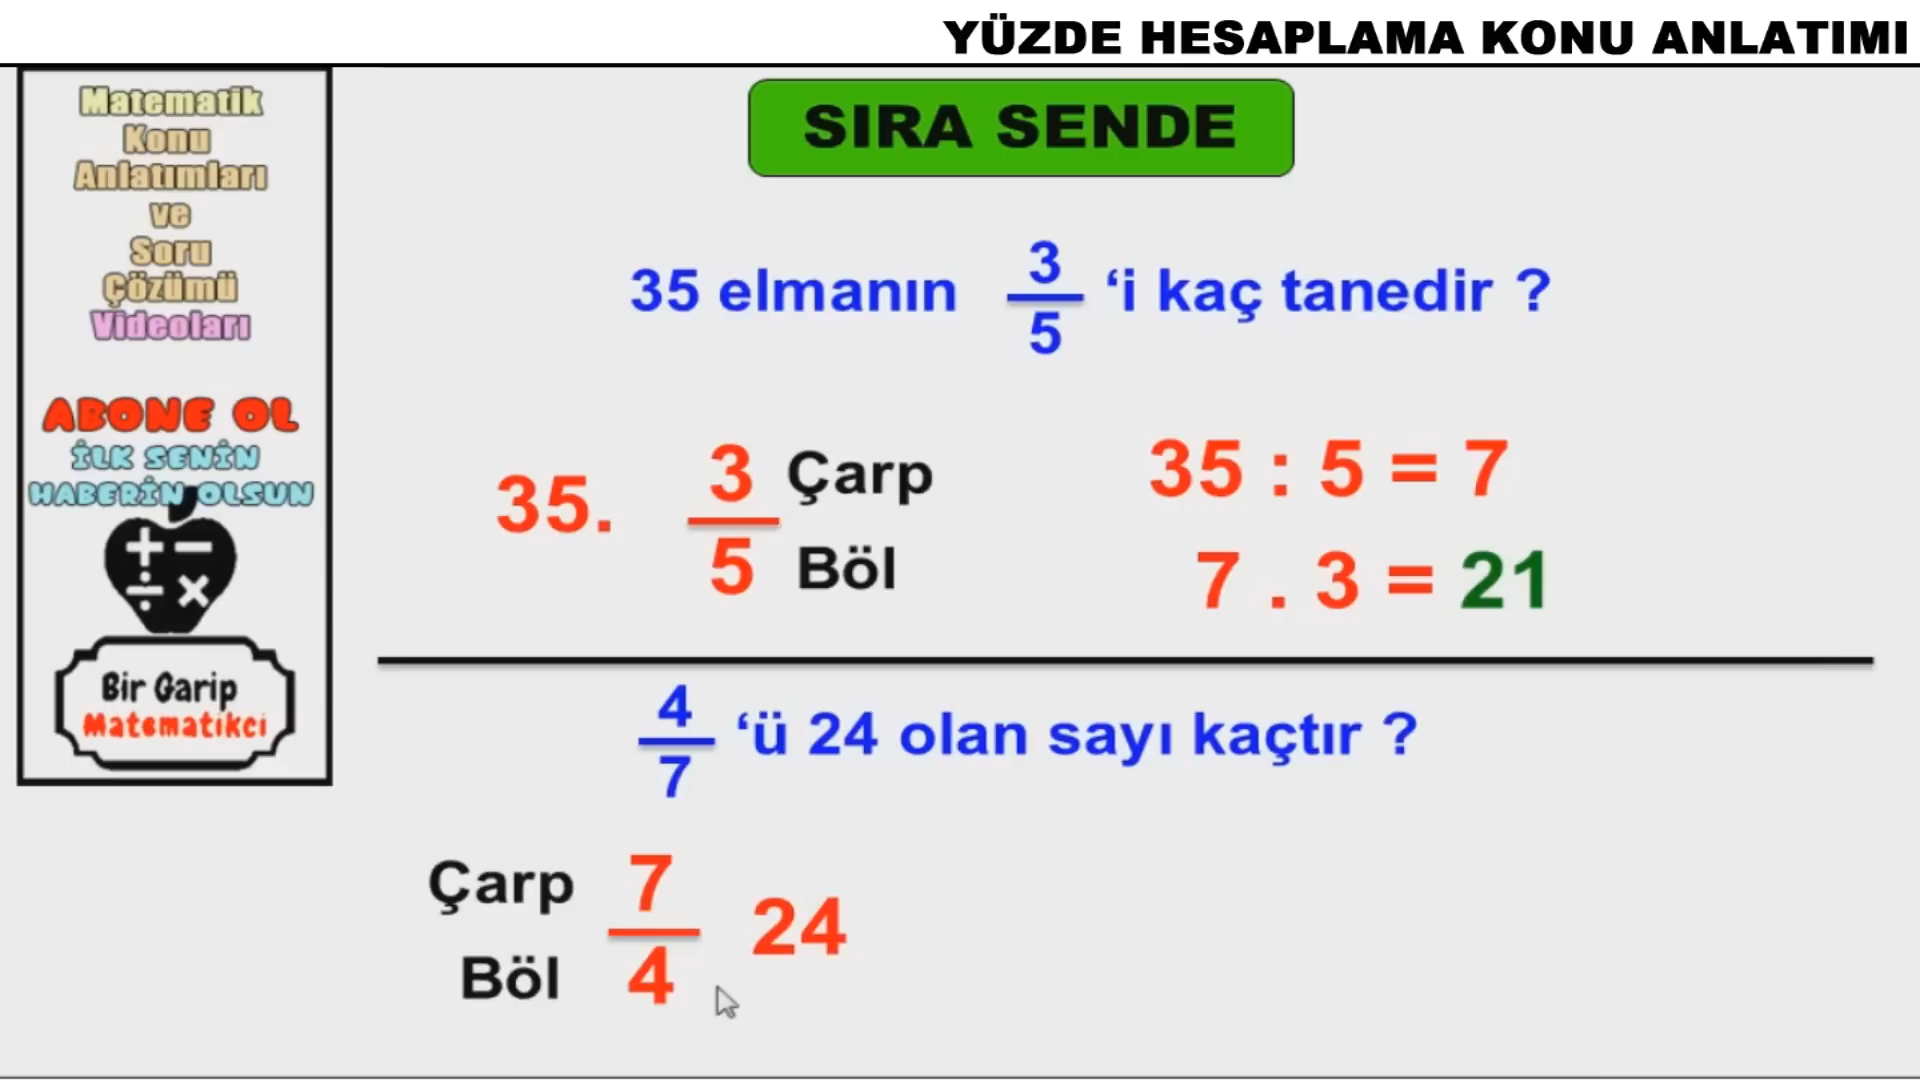 YÜZDE HESAPLAMA KONU ANLATIMI
Matematik
Konu
Anlatımları
ve
Soru
Çözümü
Videoları
ABONE OL
İLK SENİN
HABERİN OLSUN
Bir Garip
Matematikci
SIRA SENDE
35 elmanın 3/5 ‘i kaç tanedir ?
35. 3/5 Çarp Böl
35 : 5 = 7
7 . 3 = 21
4/7 ‘ü 24 olan sayı kaçtır ?
Çarp Böl 7/4 24